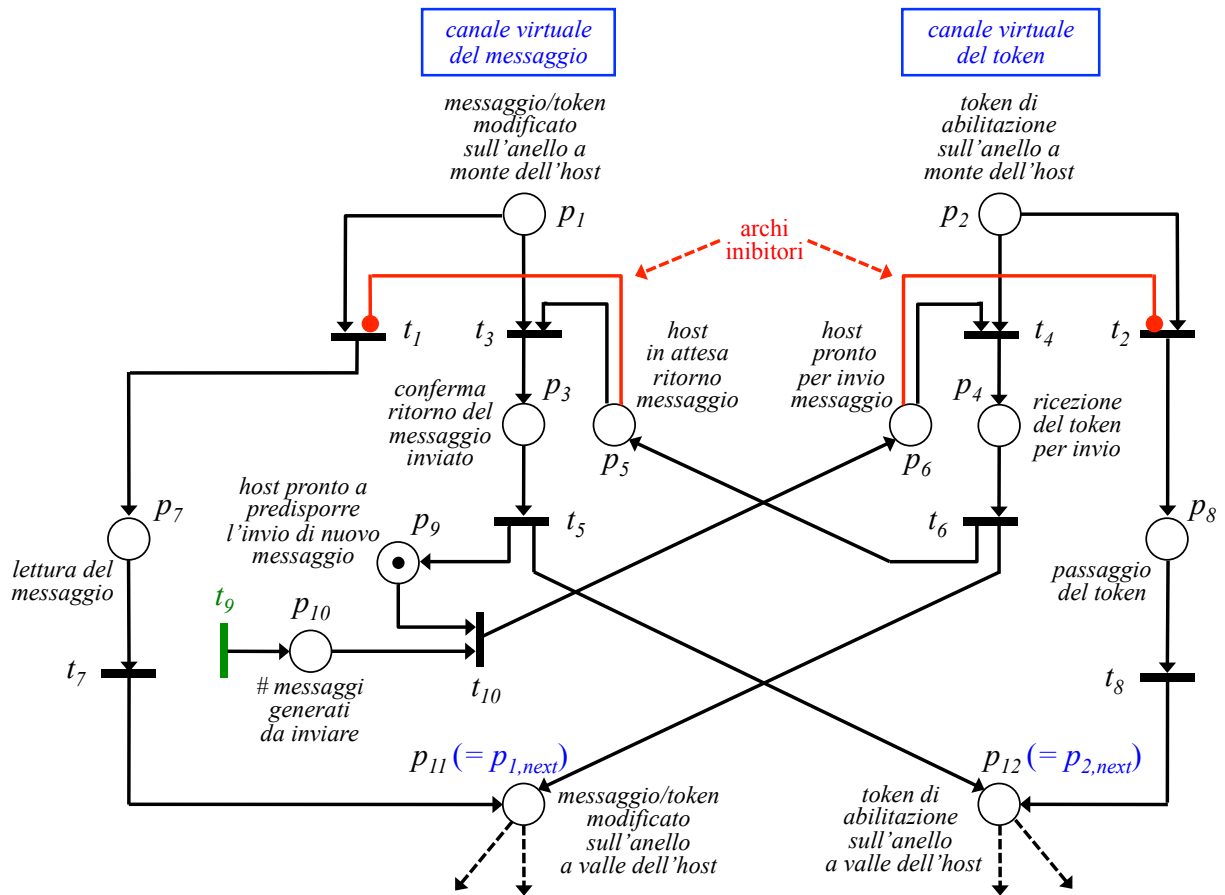 canale virtuale
del messaggio
canale virtuale
del token
messaggio/token
modificato
sull'anello a
monte dell'host
token di
abilitazione
sull'anello a
monte dell'host
p1
p2
archi
inibitori
t1
t3
t4
t2
host
in attesa
ritorno
messaggio
host
pronto
per invio
messaggio
conferma
ritorno del
messaggio
inviato
p3
p5
p6
p4
ricezione
del token
per invio
host pronto a
predisporre
l'invio di nuovo
messaggio
p7
p9
t5
t6
p8
lettura del
messaggio
passaggio
del token
t9
p10
t7
# messaggi
generati
da inviare
t10
t8
p11 (= p1,next)
p12 (= p2,next)
messaggio/token
modificato
sull'anello
a valle dell'host
token di
abilitazione
sull'anello
a valle dell'host